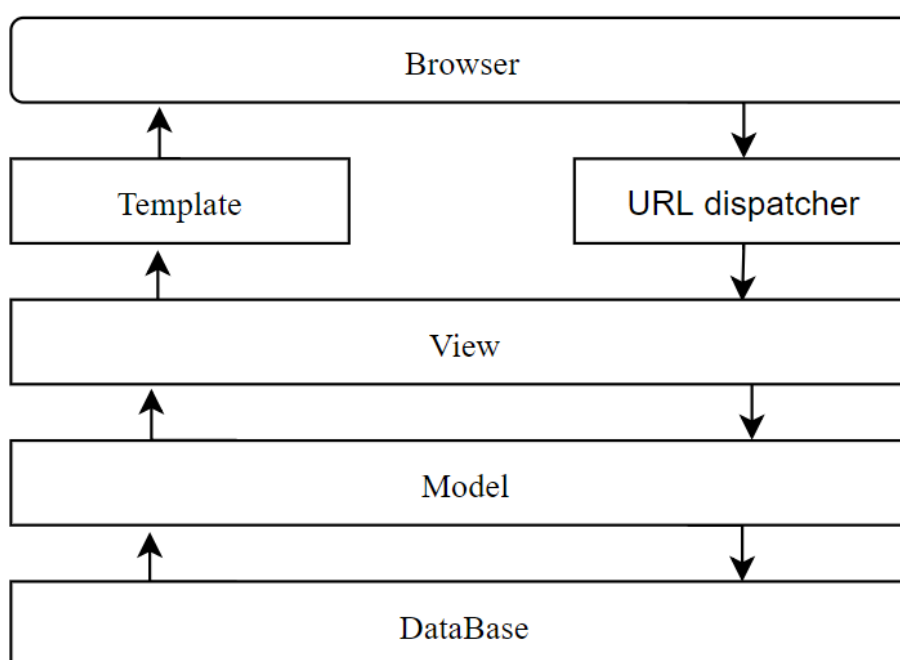 Browser
Template
URL dispatcher
View
Model
DataBase